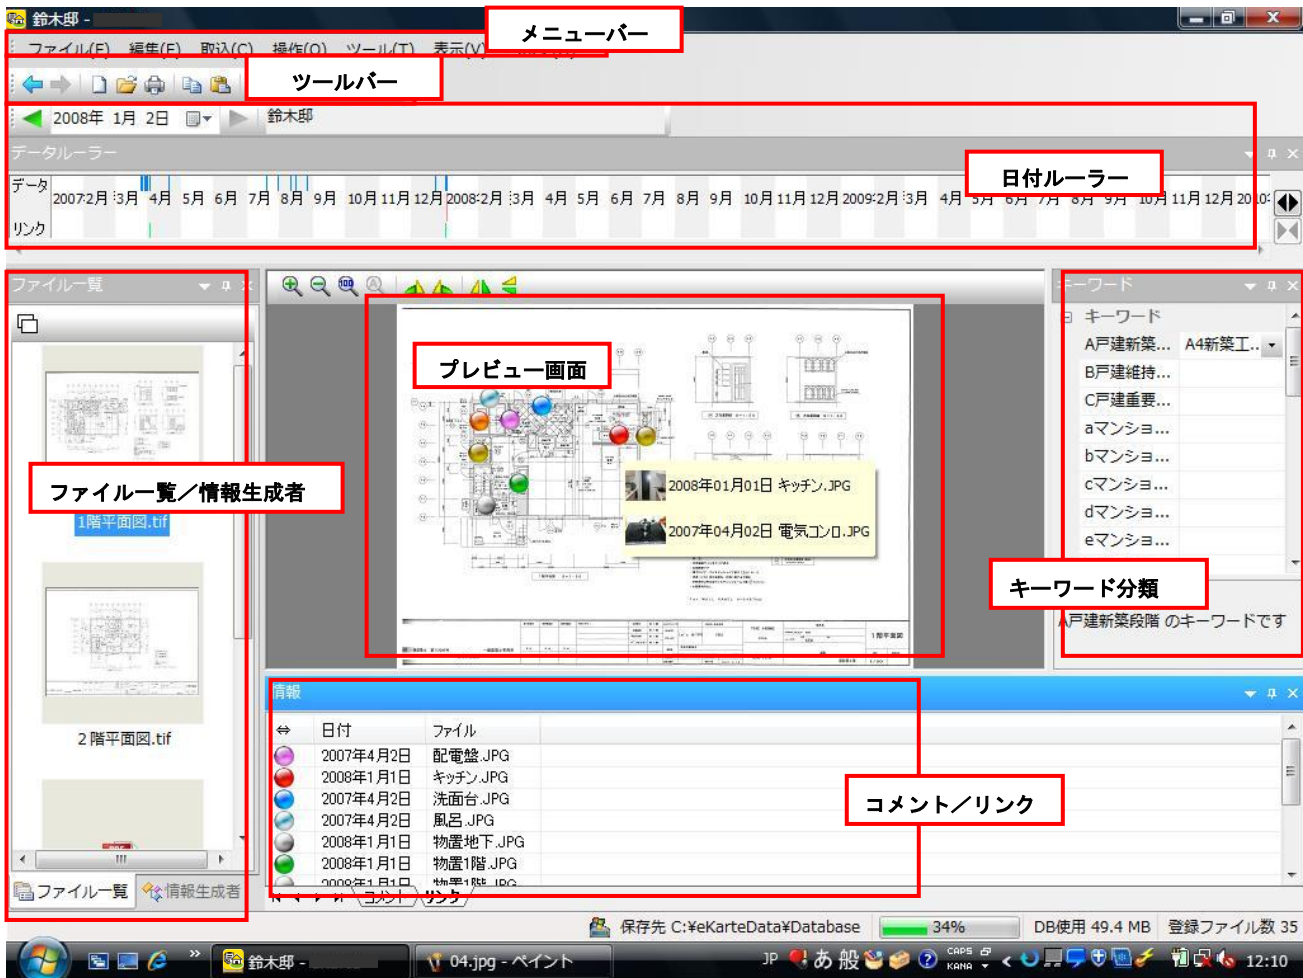 鈴木邸 -
メニューバー
ファイル(F) 編集(E) 取込(C) 操作(O) ツール(T) 表示(V)
ツールバー
2008年 1月 2日 鈴木邸
データルーラー
日付ルーラー
データ
2007 2月 3月 4月 5月 6月 7月 8月 9月 10月 11月 12月 2008 2月 3月 4月 5月 6月 7月 8月 9月 10月 11月 12月 2009 2月 3月 4月 5月 6月 7月 8月 9月 10月 11月 12月 2010
リンク
ファイル一覧
キーワード
キーワード
A戸建新築... A4新築工...
B戸建維持...
C戸建重要...
aマンショ...
bマンショ...
cマンショ...
dマンショ...
eマンショ...
キーワード分類
A戸建新築段階 のキーワードです
プレビュー画面
2008年01月01日 キッチン.JPG
2007年04月02日 電気コンロ.JPG
1階平面図
ファイル一覧／情報生成者
1階平面図.tif
2階平面図.tif
情報
日付 ファイル
2007年4月2日 配電盤.JPG
2008年1月1日 キッチン.JPG
2007年4月2日 洗面台.JPG
2007年4月2日 風呂.JPG
2008年1月1日 物置地下.JPG
2008年1月1日 物置1階.JPG
2008年1月1日 物置1階.JPG
コメント／リンク
コメント リンク
ファイル一覧 情報生成者
保存先 C:¥eKarteData¥Database 34% DB使用 49.4 MB 登録ファイル数 35
鈴木邸 -
04.jpg - ペイント
JP あ 般 CAPS KANA 12:10